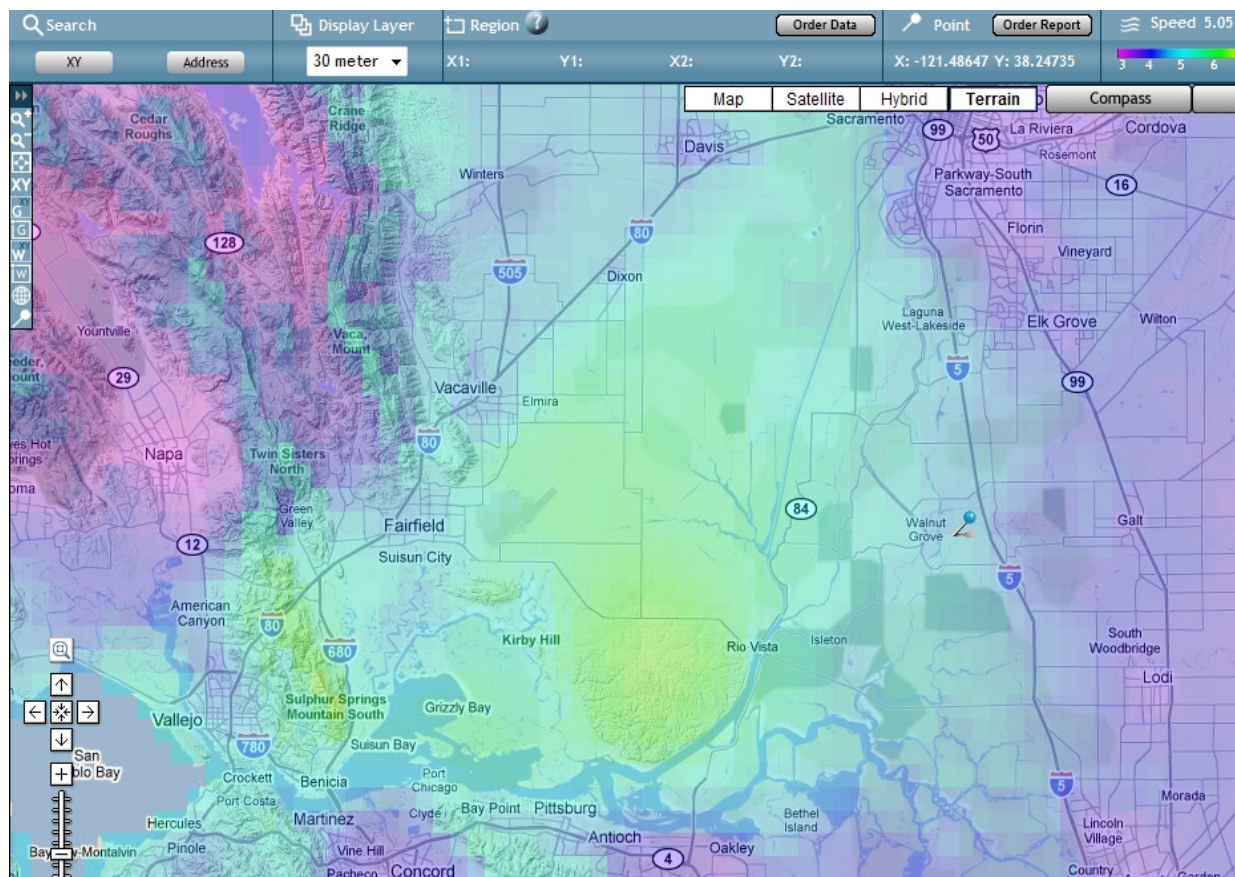 Search
Display Layer
Region ?
Order Data
Point
Order Report
Speed 5.05
XY
Address
30 meter
X1:
Y1:
X2:
Y2:
X: -121.48647 Y: 38.24735
3 4 5 6
Map
Satellite
Hybrid
Terrain
Compass
XY
G XY
G
W XY
W
Cedar
Roughs
Crane
Ridge
Sacramento
99
50
La Riviera
Cordova
Davis
Rosemont
Winters
Parkway-South
Sacramento
16
128
80
Florin
Vineyard
505
Dixon
Laguna
West-Lakeside
Elk Grove
Wilton
Yountville
Vaca,
Mount
5
29
99
Vacaville
Elmira
80
Napa
Twin Sisters
North
Green
Valley
84
Walnut
Grove
Galt
Fairfield
12
Suisun City
5
American
Canyon
80
680
Kirby Hill
Rio Vista
Isleton
South
Woodbridge
Lodi
Sulphur Springs
Mountain South
Grizzly Bay
Vallejo
780
Suisun Bay
San
blo Bay
Crockett
Benicia
Port
Chicago
5
Port Costa
Morada
Hercules
Martinez
Clyde
Bay Point
Pittsburg
Bethel
Island
Lincoln
Village
Antioch
Pinole
Vine Hill
Oakley
4
Pacheco
Concord
Country